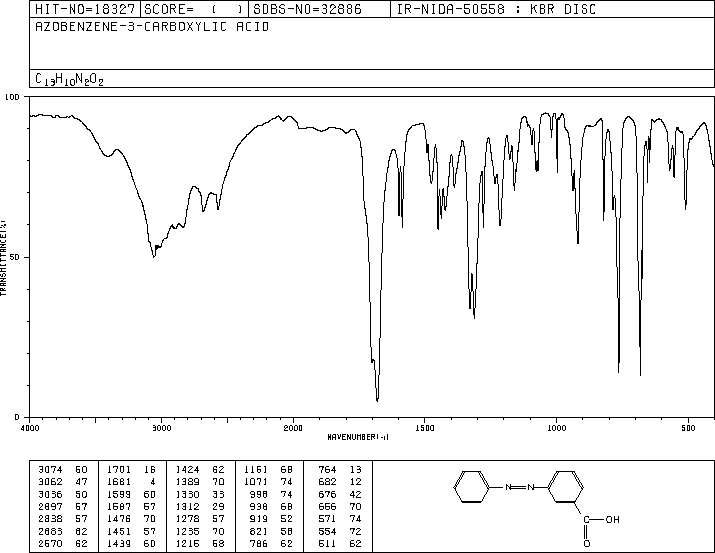 HIT-NO=18327 SCORE= ( ) SDBS-NO=32886 IR-NIDA-50558 : KBR DISC
AZOBENZENE-3-CARBOXYLIC ACID
C13H10N2O2
100
50
0
TRANSMITTANCE(%)
4000 3000 2000 1500 1000 500
WAVENUMBER(-1)
3074 60 1701 16 1424 62 1161 68 764 13
3062 47 1681 4 1389 70 1071 74 682 12
3036 50 1599 60 1330 33 998 74 676 42
2897 57 1587 57 1312 29 938 68 656 70
2838 57 1476 70 1278 57 919 52 571 74
2683 62 1451 57 1235 70 821 58 554 72
2570 62 1439 60 1216 58 786 62 511 62
N=N
C-OH
O